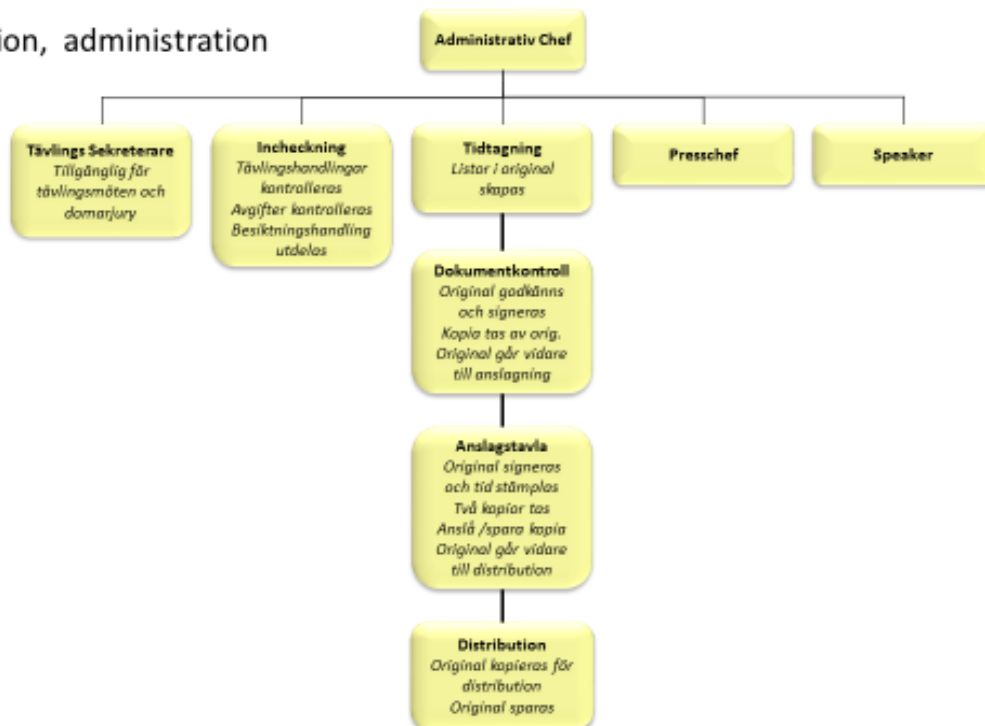 ion, administration
Administrativ Chef
Tävlings Sekreterare
Tillgänglig för
tävlingsmöten och
domarjury
Incheckning
Tävlingshandlingar
kontrolleras
Avgifter kontrolleras
Besiktningshandling
utdelas
Tidtagning
Listor i original
skapas
Presschef
Speaker
Dokumentkontroll
Original godkänns
och signeras
Kopia tas av orig.
Original går vidare
till anslagning
Anslagstavla
Original signeras
och tid stämplas
Två kopior tas
Anslå /spara kopia
Original går vidare
till distribution
Distribution
Original kopieras för
distribution
Original sparas